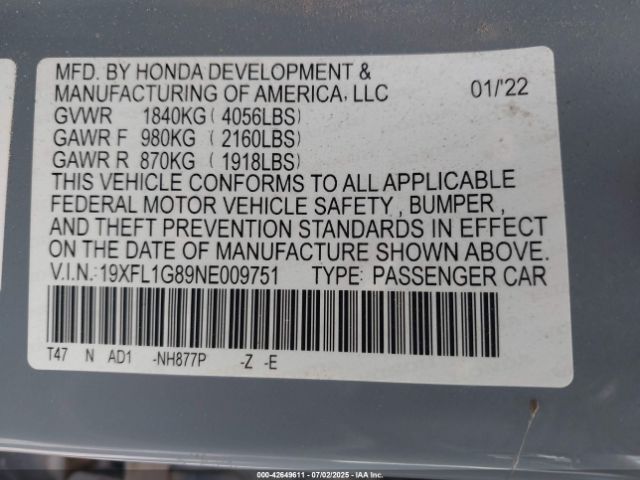 MFD. BY HONDA DEVELOPMENT &
MANUFACTURING OF AMERICA, LLC 01/'22
GVWR 1840KG ( 4056LBS)
GAWR F 980KG ( 2160LBS)
GAWR R 870KG ( 1918LBS)
THIS VEHICLE CONFORMS TO ALL APPLICABLE
FEDERAL MOTOR VEHICLE SAFETY , BUMPER ,
AND THEFT PREVENTION STANDARDS IN EFFECT
ON THE DATE OF MANUFACTURE SHOWN ABOVE.
V.I.N.:19XFL1G89NE009751 TYPE: PASSENGER CAR
T47 N AD1 -NH877P -Z -E
000-42649611 - 07/02/2025 - IAAI.COM